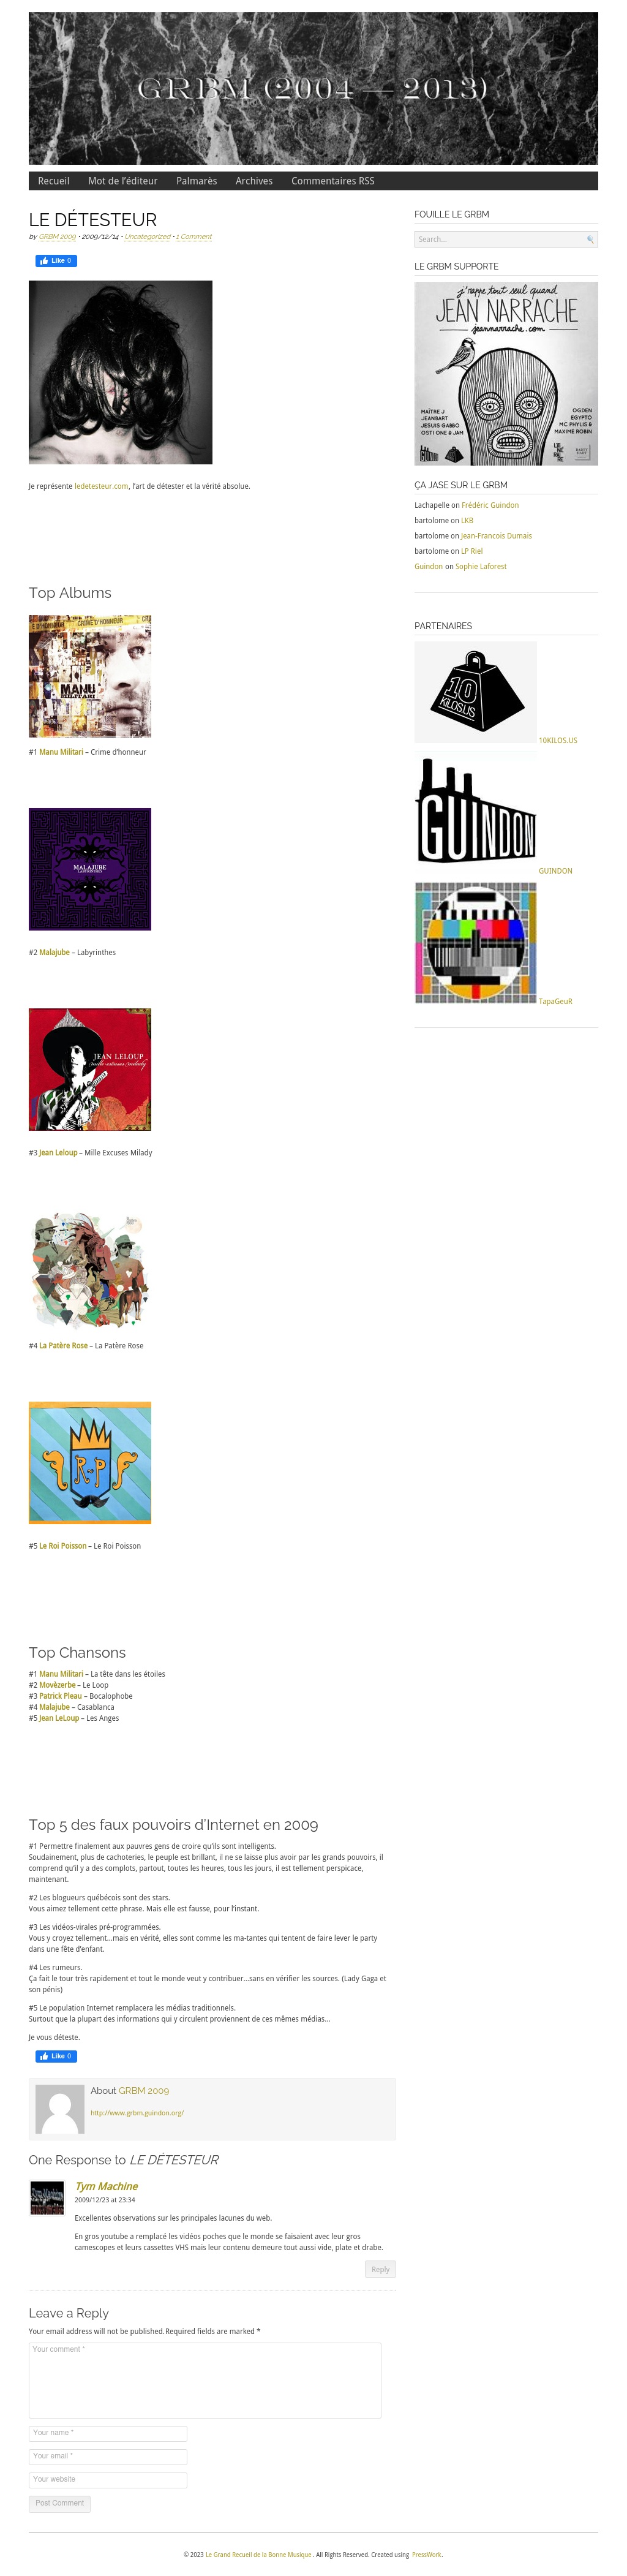 GRBM (2004 — 2013)
Recueil Mot de l'éditeur Palmarès Archives Commentaires RSS
LE DÉTESTEUR
by GRBM 2009 • 2009/12/14 • Uncategorized • 1 Comment
Like 0
Je représente ledetesteur.com, l'art de détester et la vérité absolue.
Top Albums
E D'HONNEUR CRIME D'HONNEUR
MANU
MILITARI
#1 Manu Militari – Crime d'honneur
MALAJUBE
LABYRINTHES
#2 Malajube – Labyrinthes
JEAN LELOUP
mille excuses milady
#3 Jean Leloup – Mille Excuses Milady
#4 La Patère Rose – La Patère Rose
R-P
#5 Le Roi Poisson – Le Roi Poisson
Top Chansons
#1 Manu Militari – La tête dans les étoiles
#2 Movèzerbe – Le Loop
#3 Patrick Pleau – Bocalophobe
#4 Malajube – Casablanca
#5 Jean LeLoup – Les Anges
Top 5 des faux pouvoirs d'Internet en 2009
#1 Permettre finalement aux pauvres gens de croire qu'ils sont intelligents.
Soudainement, plus de cachoteries, le peuple est brillant, il ne se laisse plus avoir par les grands pouvoirs, il
comprend qu'il y a des complots, partout, toutes les heures, tous les jours, il est tellement perspicace,
maintenant.
#2 Les blogueurs québécois sont des stars.
Vous aimez tellement cette phrase. Mais elle est fausse, pour l'instant.
#3 Les vidéos-virales pré-programmées.
Vous y croyez tellement…mais en vérité, elles sont comme les ma-tantes qui tentent de faire lever le party
dans une fête d'enfant.
#4 Les rumeurs.
Ça fait le tour très rapidement et tout le monde veut y contribuer…sans en vérifier les sources. (Lady Gaga et
son pénis)
#5 Le population Internet remplacera les médias traditionnels.
Surtout que la plupart des informations qui y circulent proviennent de ces mêmes médias…
Je vous déteste.
Like 0
About GRBM 2009
http://www.grbm.guindon.org/
One Response to LE DÉTESTEUR
Tym Machine
2009/12/23 at 23:34
Excellentes observations sur les principales lacunes du web.
En gros youtube a remplacé les vidéos poches que le monde se faisaient avec leur gros
camescopes et leurs cassettes VHS mais leur contenu demeure tout aussi vide, plate et drabe.
Reply
Leave a Reply
Your email address will not be published.Required fields are marked *
Your comment *
Your name *
Your email *
Your website
Post Comment
FOUILLE LE GRBM
Search...
LE GRBM SUPPORTE
j'rappe tout seul quand
JEAN NARRACHE
jeannarrache.com
MAÎTRE J
JEANBART
JESUIS GABBO
OSTI ONE & JAM
OGDEN
EGYPTO
MC PHYLIS &
MAXIME ROBIN
ÇA JASE SUR LE GRBM
Lachapelle on Frédéric Guindon
bartolome on LKB
bartolome on Jean-Francois Dumais
bartolome on LP Riel
Guindon on Sophie Laforest
PARTENAIRES
10
KILOS.US
10KILOS.US
GUINDON
GUINDON
TapaGeuR
© 2023 Le Grand Recueil de la Bonne Musique . All Rights Reserved. Created using PressWork.